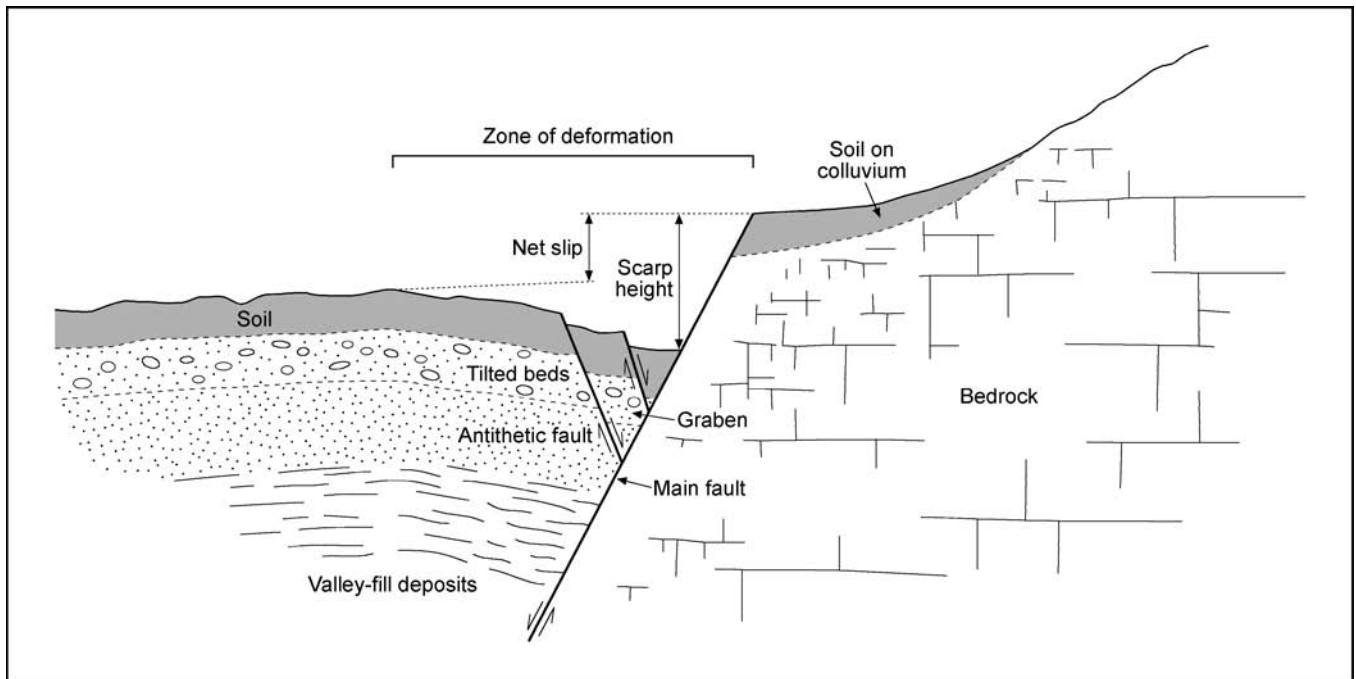 Zone of deformation
Soil on
colluvium
Net slip
Scarp
height
Soil
Tilted beds
Graben
Bedrock
Antithetic fault
Main fault
Valley-fill deposits